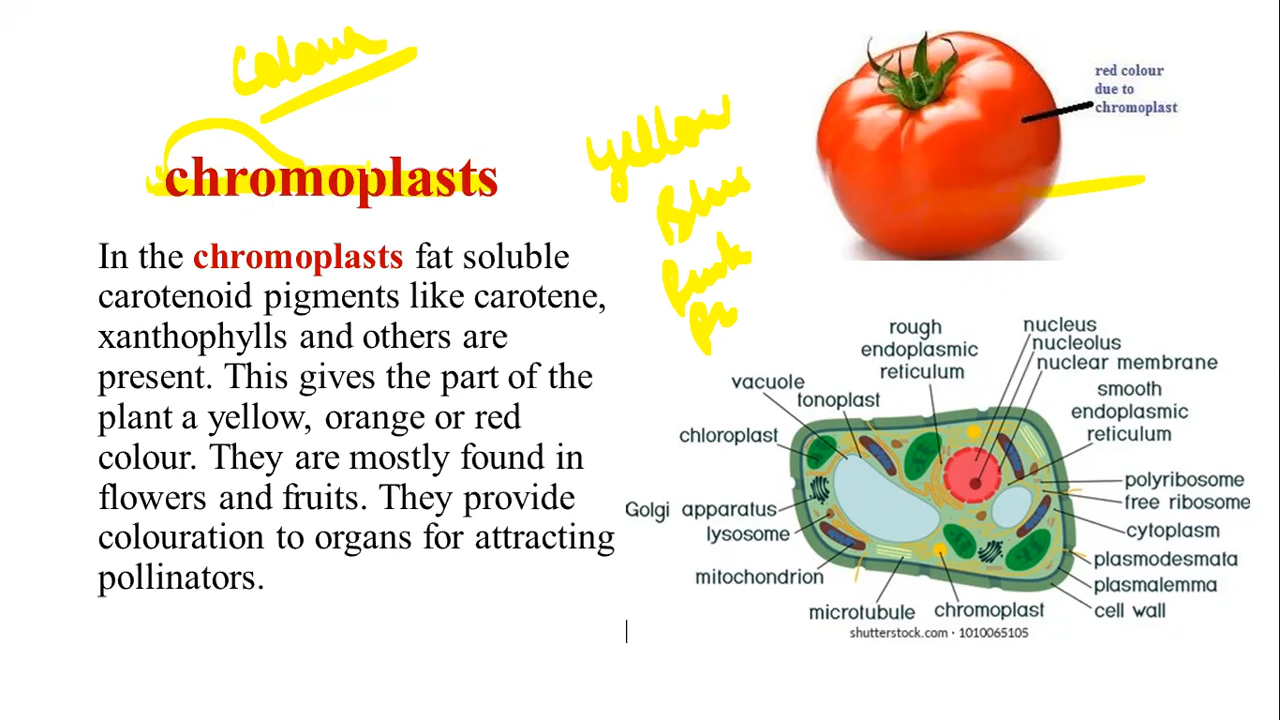 Colour
chromoplasts
In the chromoplasts fat soluble
carotenoid pigments like carotene,
xanthophylls and others are
present. This gives the part of the
plant a yellow, orange or red
colour. They are mostly found in
flowers and fruits. They provide
colouration to organs for attracting
pollinators.
yellow
Blue
red colour
due to
chromoplast
rough
endoplasmic
reticulum
nucleus
nucleolus
nuclear membrane
smooth
endoplasmic
reticulum
vacuole
tonoplast
chloroplast
polyribosome
free ribosome
Golgi apparatus
lysosome
cytoplasm
mitochondrion
plasmodesmata
plasmalemma
microtubule
chromoplast
cell wall
shutterstock.com · 1010065105